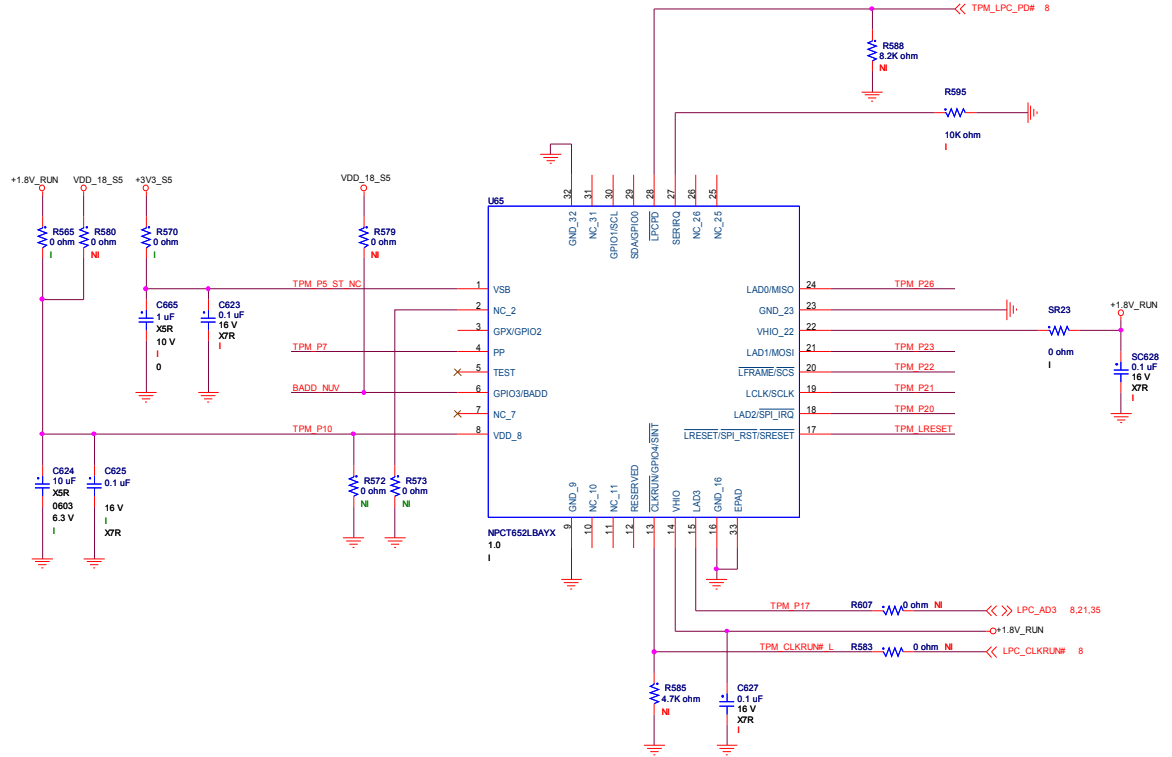 TPM_LPC_PD# 8
R588
8.2K ohm
NI
R595
10K ohm
I
+1.8V_RUN VDD_18_S5 +3V3_S5
VDD_18_S5
R565
0 ohm
I
R580
0 ohm
NI
R570
0 ohm
I
R579
0 ohm
NI
U65
32 31 30 29 28 27 26 25
GND_32
NC_31
GPIO1/SCL
SDA/GPIO0
LPCPD
SERIRQ
NC_26
NC_25
TPM_P5_ST_NC 1 VSB
2 NC_2
3 GPX/GPIO2
TPM_P7 4 PP
5 TEST
BADD_NUV 6 GPIO3/BADD
7 NC_7
TPM_P10 8 VDD_8
LAD0/MISO 24 TPM_P26
GND_23 23
VHIO_22 22
LAD1/MOSI 21 TPM_P23
LFRAME/SCS 20 TPM_P22
LCLK/SCLK 19 TPM_P21
LAD2/SPI_IRQ 18 TPM_P20
LRESET/SPI_RST/SRESET 17 TPM_LRESET
C665
1 uF
X5R
10 V
I
0
C623
0.1 uF
16 V
X7R
I
SR23
0 ohm
I
+1.8V_RUN
SC628
0.1 uF
16 V
X7R
I
C624
10 uF
X5R
0603
6.3 V
I
C625
0.1 uF
16 V
I
X7R
R572
0 ohm
NI
R573
0 ohm
NI
GND_9
NC_10
NC_11
RESERVED
CLKRUN/GPIO4/SINT
VHIO
LAD3
GND_16
EPAD
9 10 11 12 13 14 15 16 33
NPCT652LBAYX
1.0
I
TPM_P17 R607 0 ohm NI LPC_AD3 8,21,35
+1.8V_RUN
TPM_CLKRUN#_L R583 0 ohm NI LPC_CLKRUN# 8
R585
4.7K ohm
NI
C627
0.1 uF
16 V
X7R
I